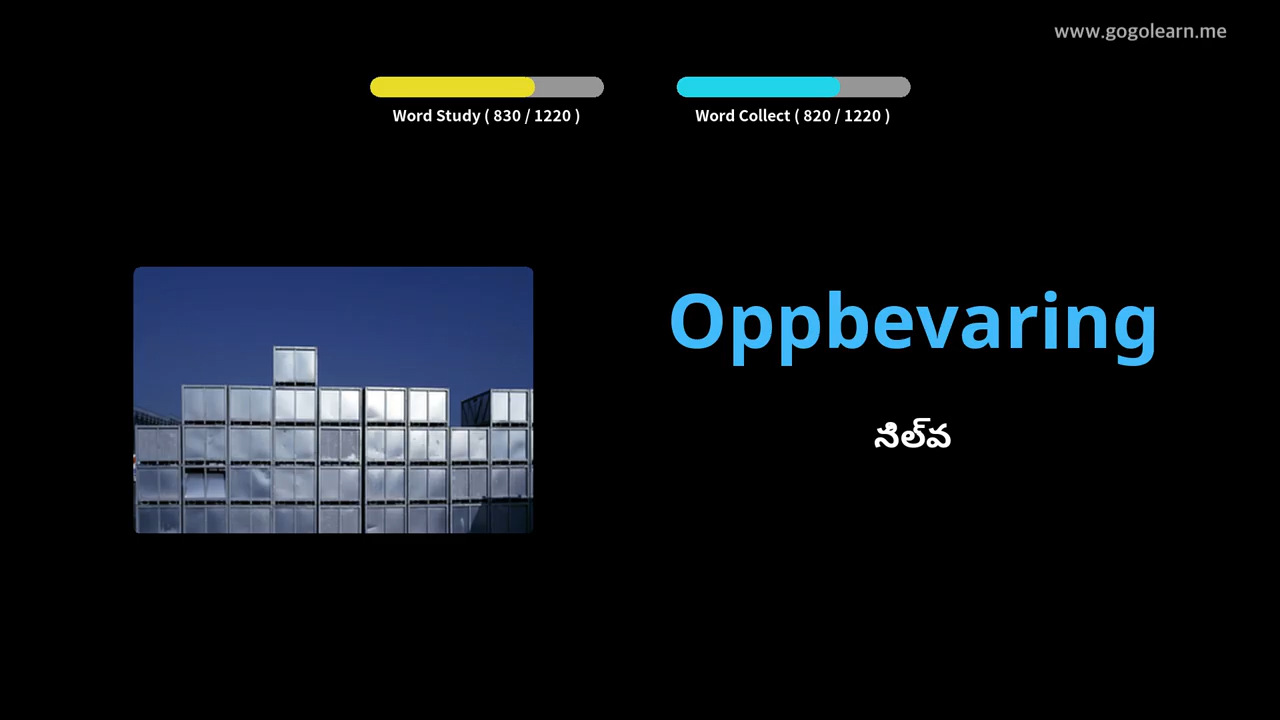 www.gogolearn.me
Word Study ( 830 / 1220 )
Word Collect ( 820 / 1220 )
Oppbevaring
నిల్వ